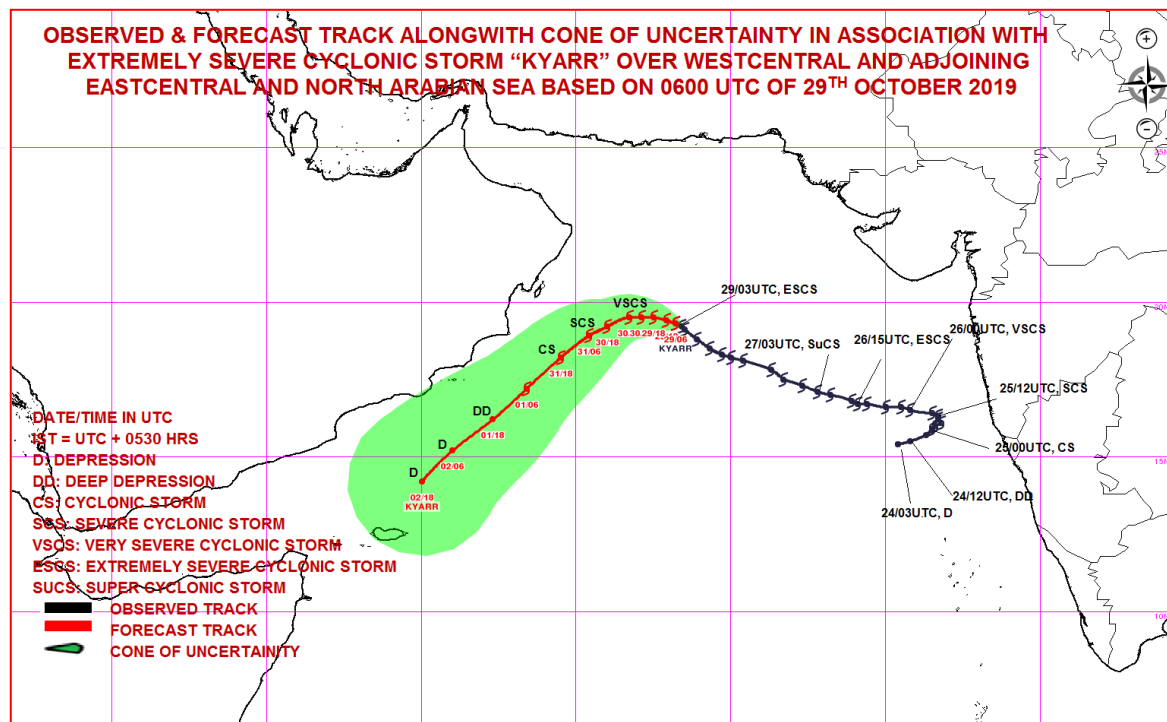 OBSERVED & FORECAST TRACK ALONGWITH CONE OF UNCERTAINTY IN ASSOCIATION WITH
EXTREMELY SEVERE CYCLONIC STORM “KYARR” OVER WESTCENTRAL AND ADJOINING
EASTCENTRAL AND NORTH ARABIAN SEA BASED ON 0600 UTC OF 29TH OCTOBER 2019
25N
20N
15N
10N
29/03UTC, ESCS
27/03UTC, SuCS
26/15UTC, ESCS
26/00UTC, VSCS
25/12UTC, SCS
25/00UTC, CS
24/12UTC, DD
24/03UTC, D
VSCS
SCS
CS
DD
D
D
29/06
KYARR
29/18
30/18
31/06
31/18
01/06
01/18
02/06
02/18
KYARR
DATE/TIME IN UTC
IST = UTC + 0530 HRS
D: DEPRESSION
DD: DEEP DEPRESSION
CS: CYCLONIC STORM
SCS: SEVERE CYCLONIC STORM
VSCS: VERY SEVERE CYCLONIC STORM
ESCS: EXTREMELY SEVERE CYCLONIC STORM
SUCS: SUPER CYCLONIC STORM
OBSERVED TRACK
FORECAST TRACK
CONE OF UNCERTAINITY